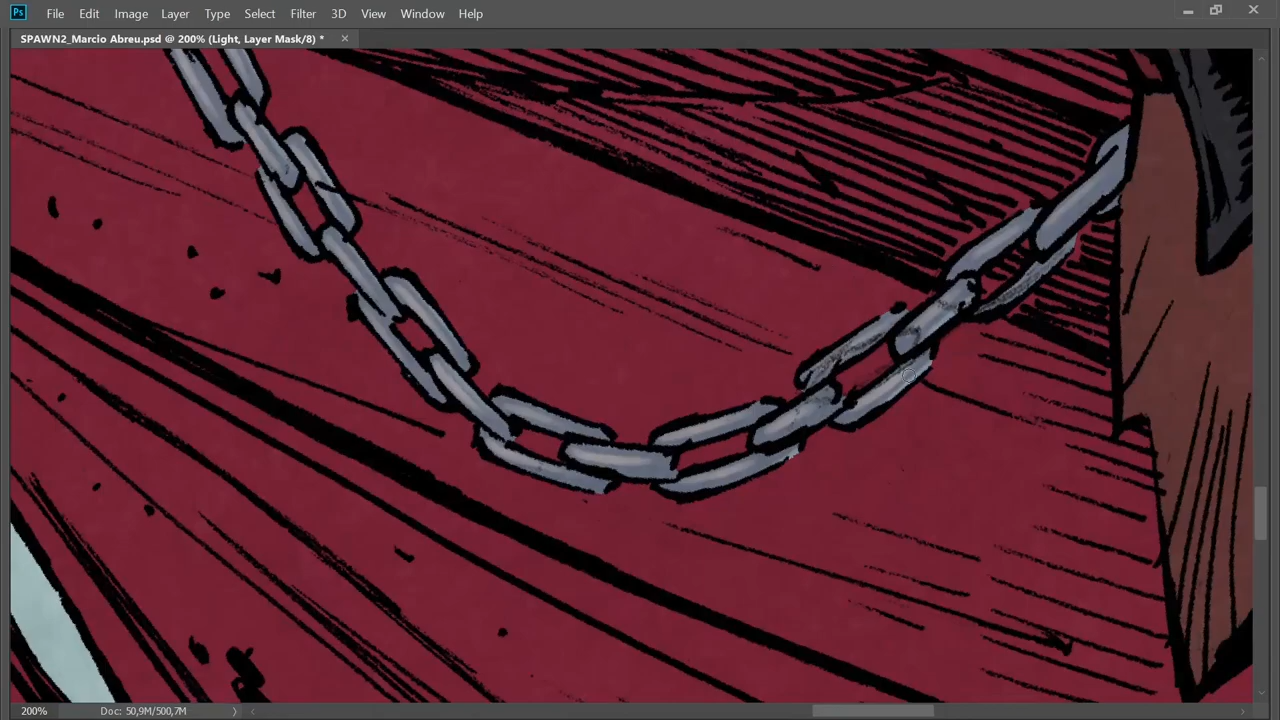 Ps File Edit Image Layer Type Select Filter 3D View Window Help
SPAWN2_Marcio Abreu.psd @ 200% (Light, Layer Mask/8) *
200% Doc: 50,9M/500,7M